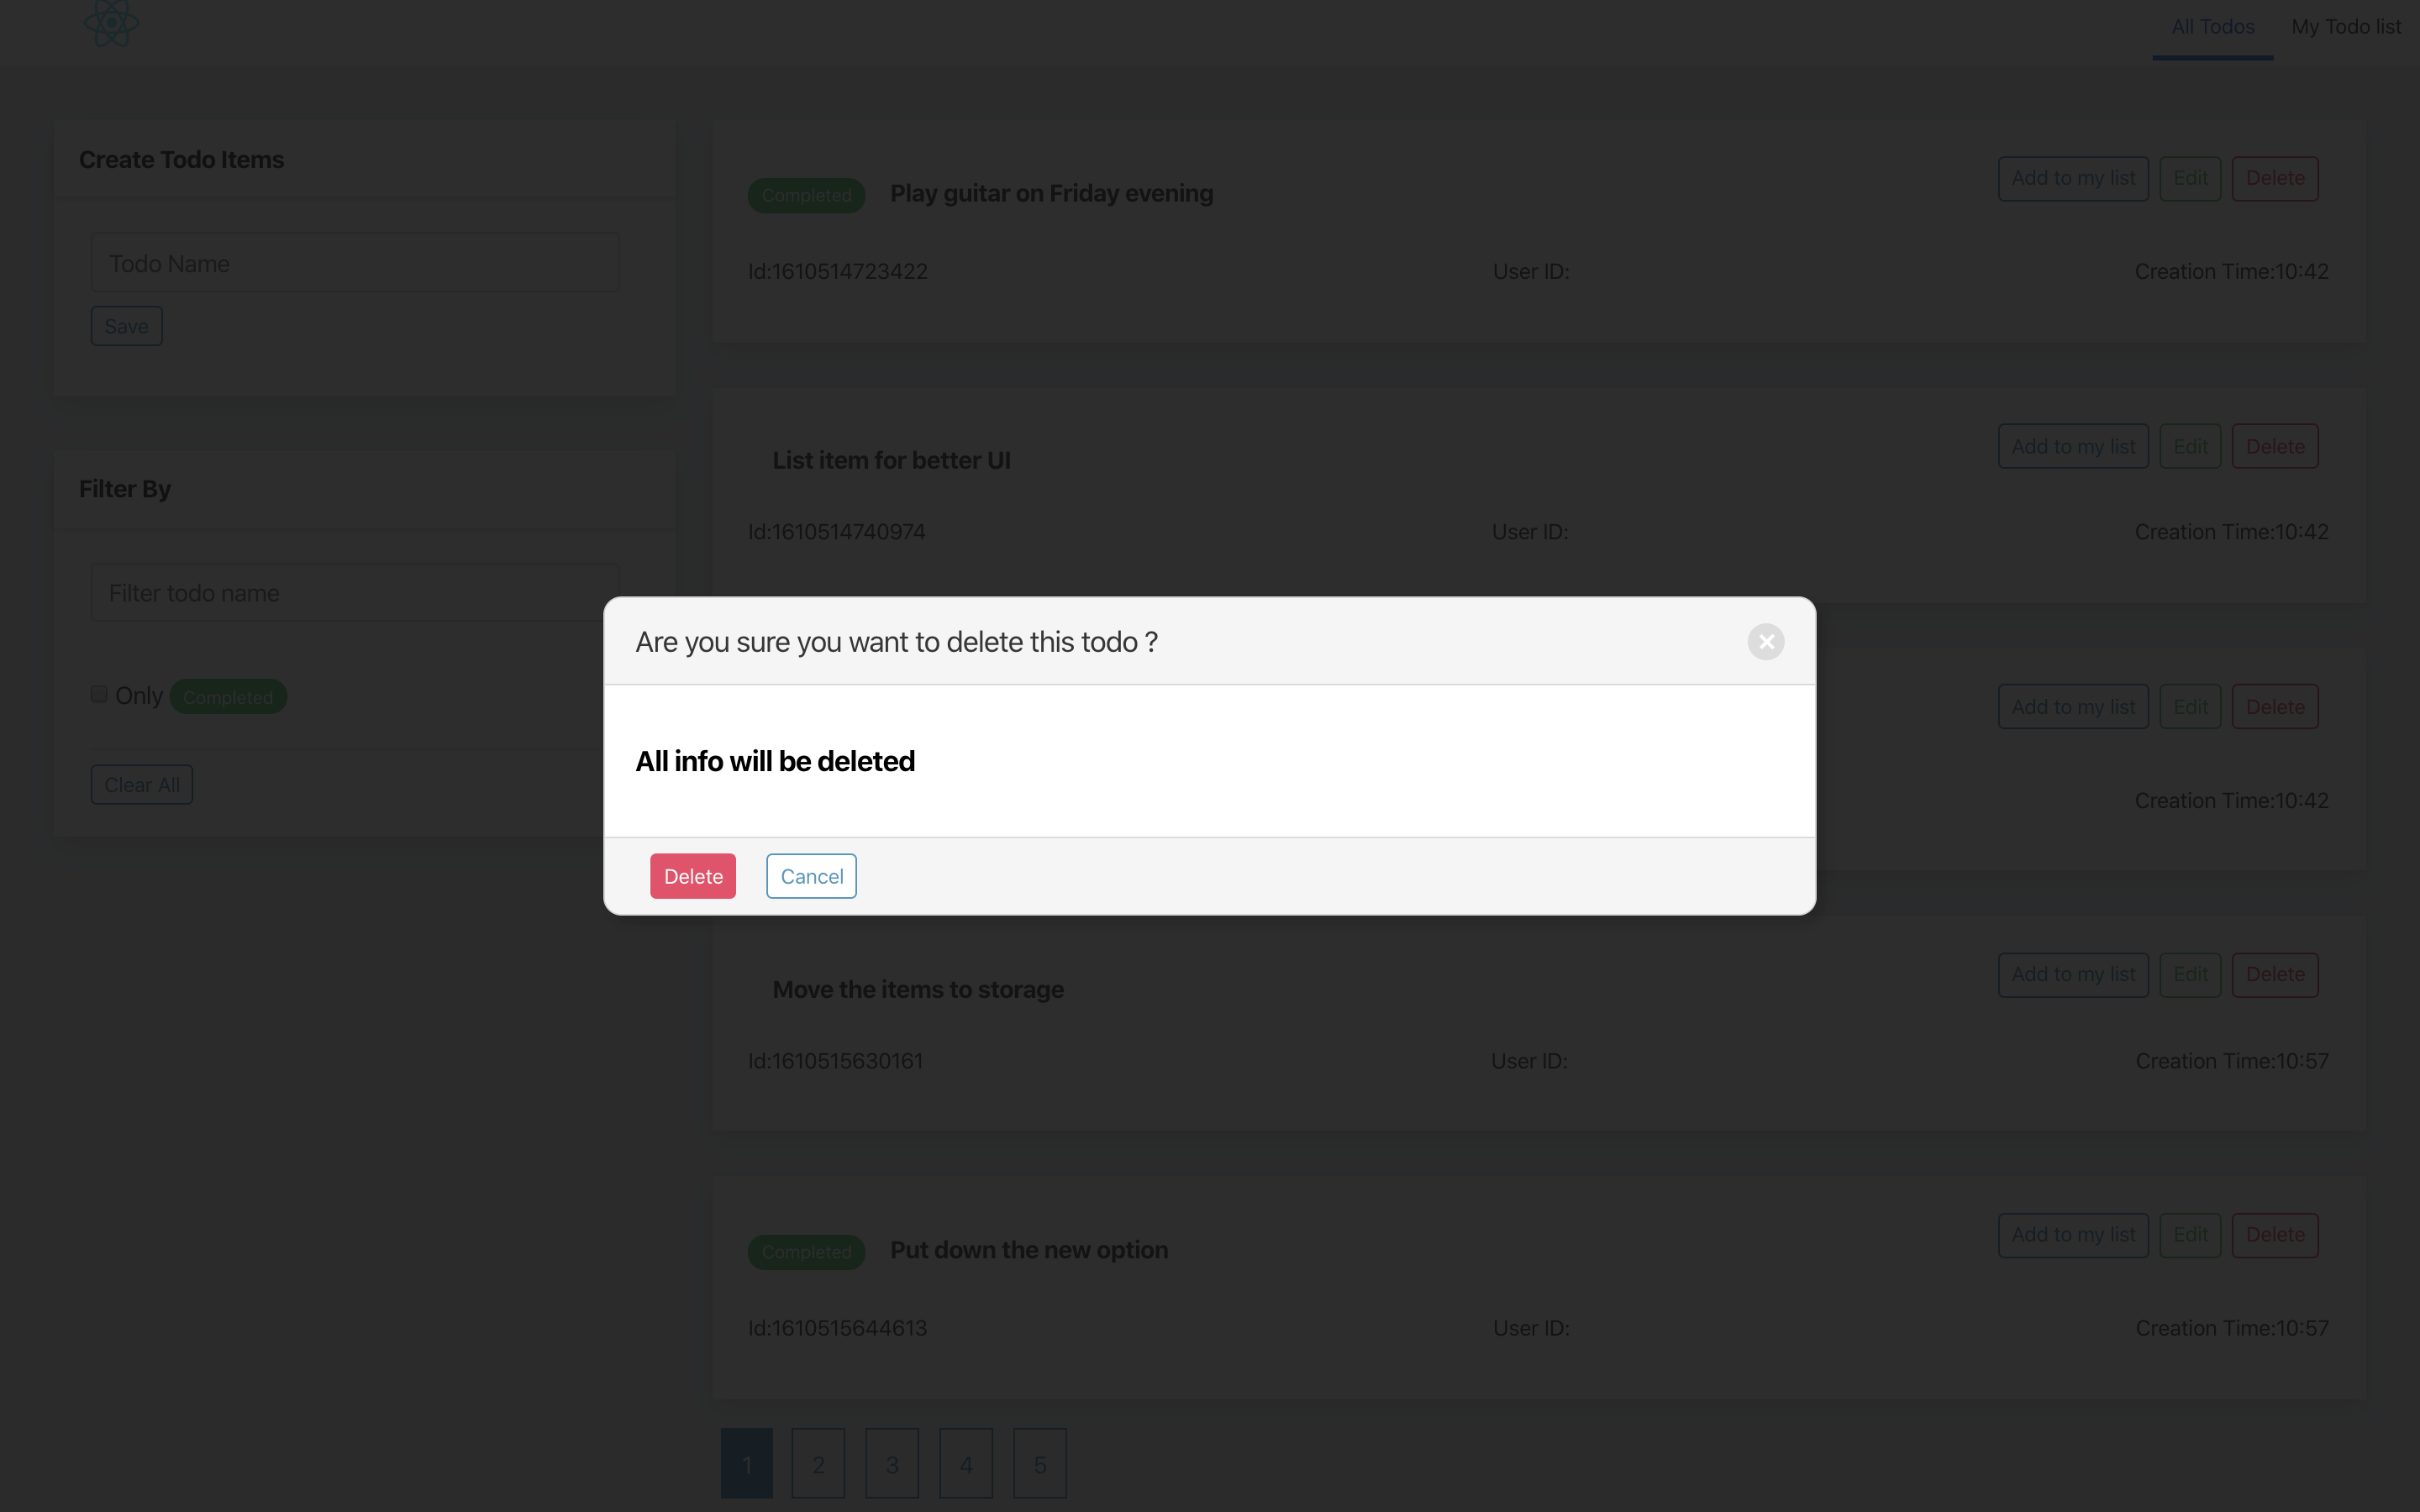 All Todos My Todo list
Create Todo Items
Todo Name
Save
Filter By
Filter todo name
Only Completed
Clear All
Completed Play guitar on Friday evening Add to my list Edit Delete
Id:1610514723422 User ID: Creation Time:10:42
List item for better UI Add to my list Edit Delete
Id:1610514740974 User ID: Creation Time:10:42
Add to my list Edit Delete
Creation Time:10:42
Are you sure you want to delete this todo ?
All info will be deleted
Delete Cancel
Move the items to storage Add to my list Edit Delete
Id:1610515630161 User ID: Creation Time:10:57
Completed Put down the new option Add to my list Edit Delete
Id:1610515644613 User ID: Creation Time:10:57
1 2 3 4 5